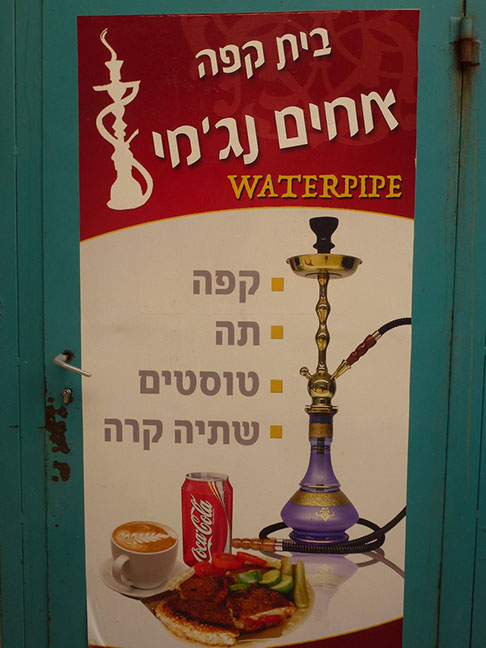 בית קפה
אחים נג'מי
WATERPIPE
קפה
תה
טוסטים
שתיה קרה
Coca-Cola